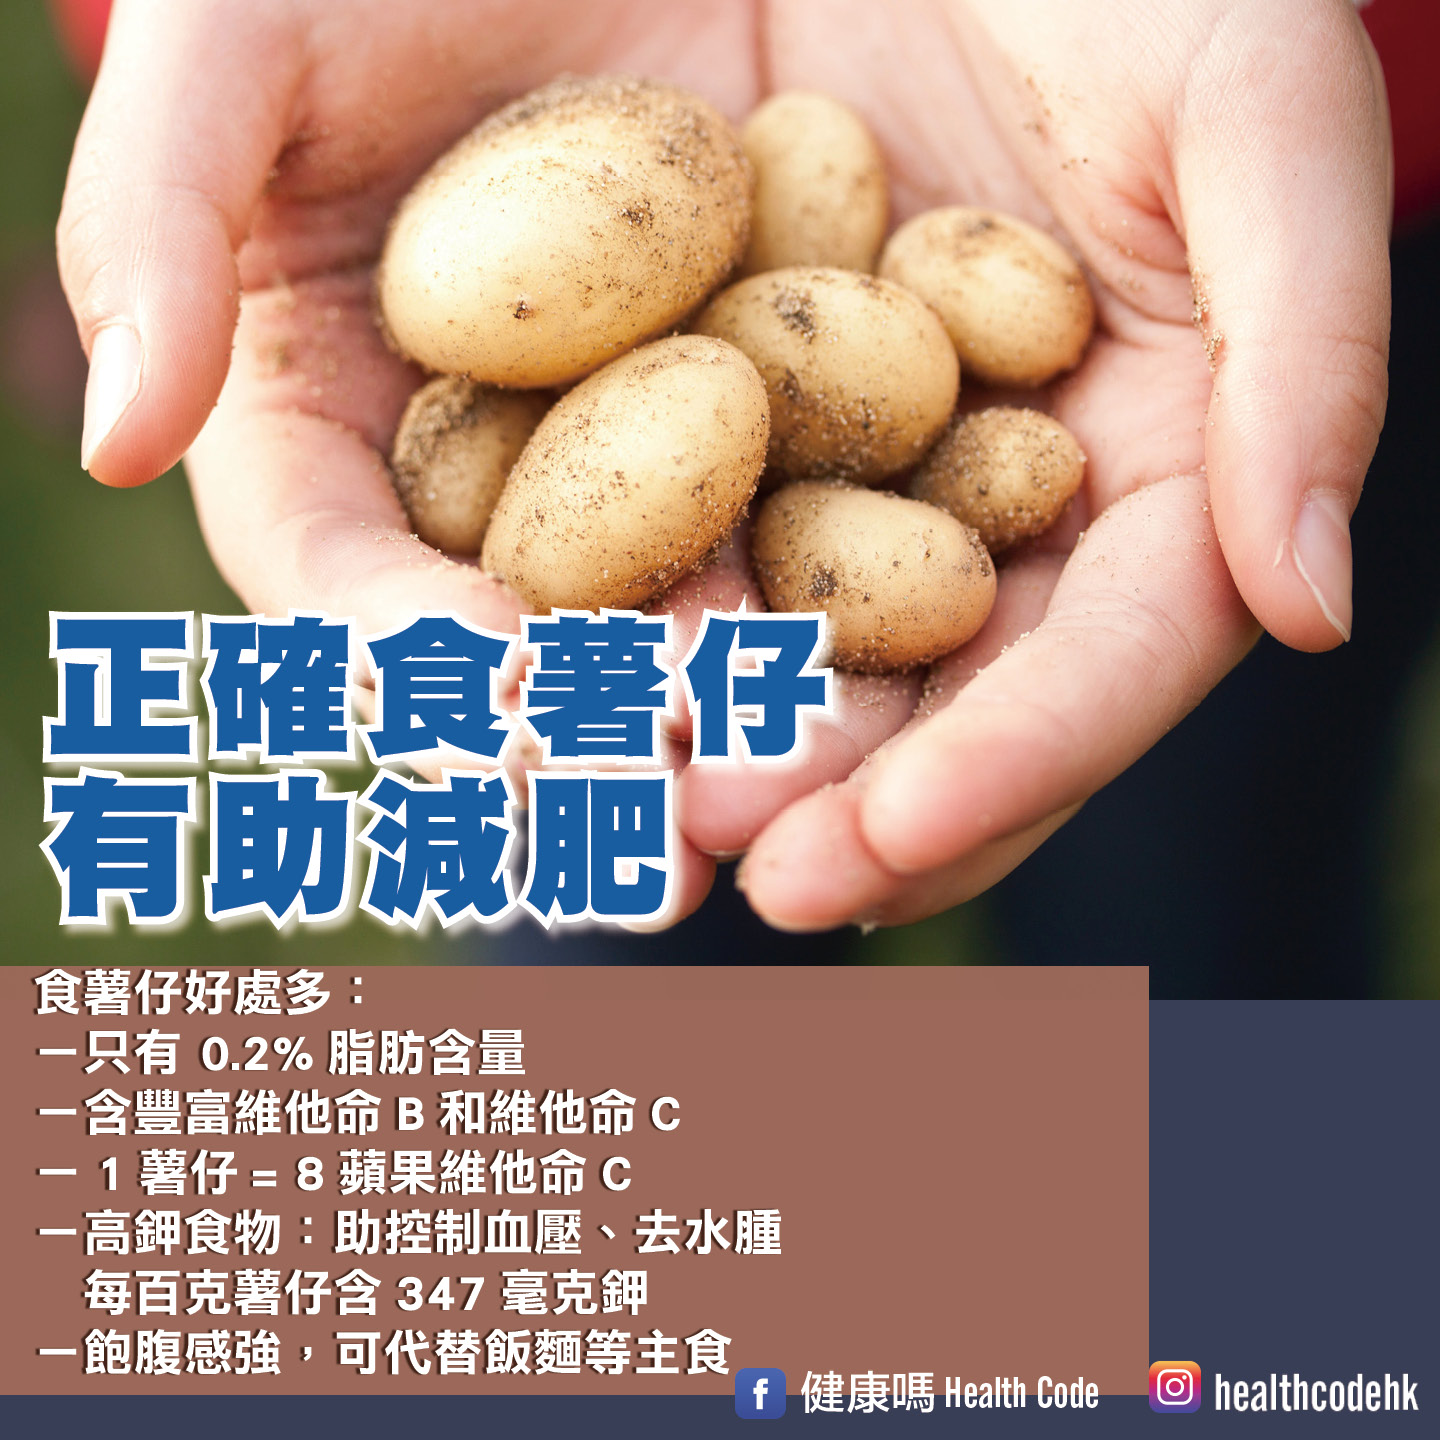 正確食薯仔
有助減肥
食薯仔好處多：
－只有 0.2% 脂肪含量
－含豐富維他命 B 和維他命 C
－ 1 薯仔 = 8 蘋果維他命 C
－高鉀食物：助控制血壓、去水腫
每百克薯仔含 347 毫克鉀
－飽腹感強，可代替飯麵等主食
f 健康嗎 Health Code
healthcodehk